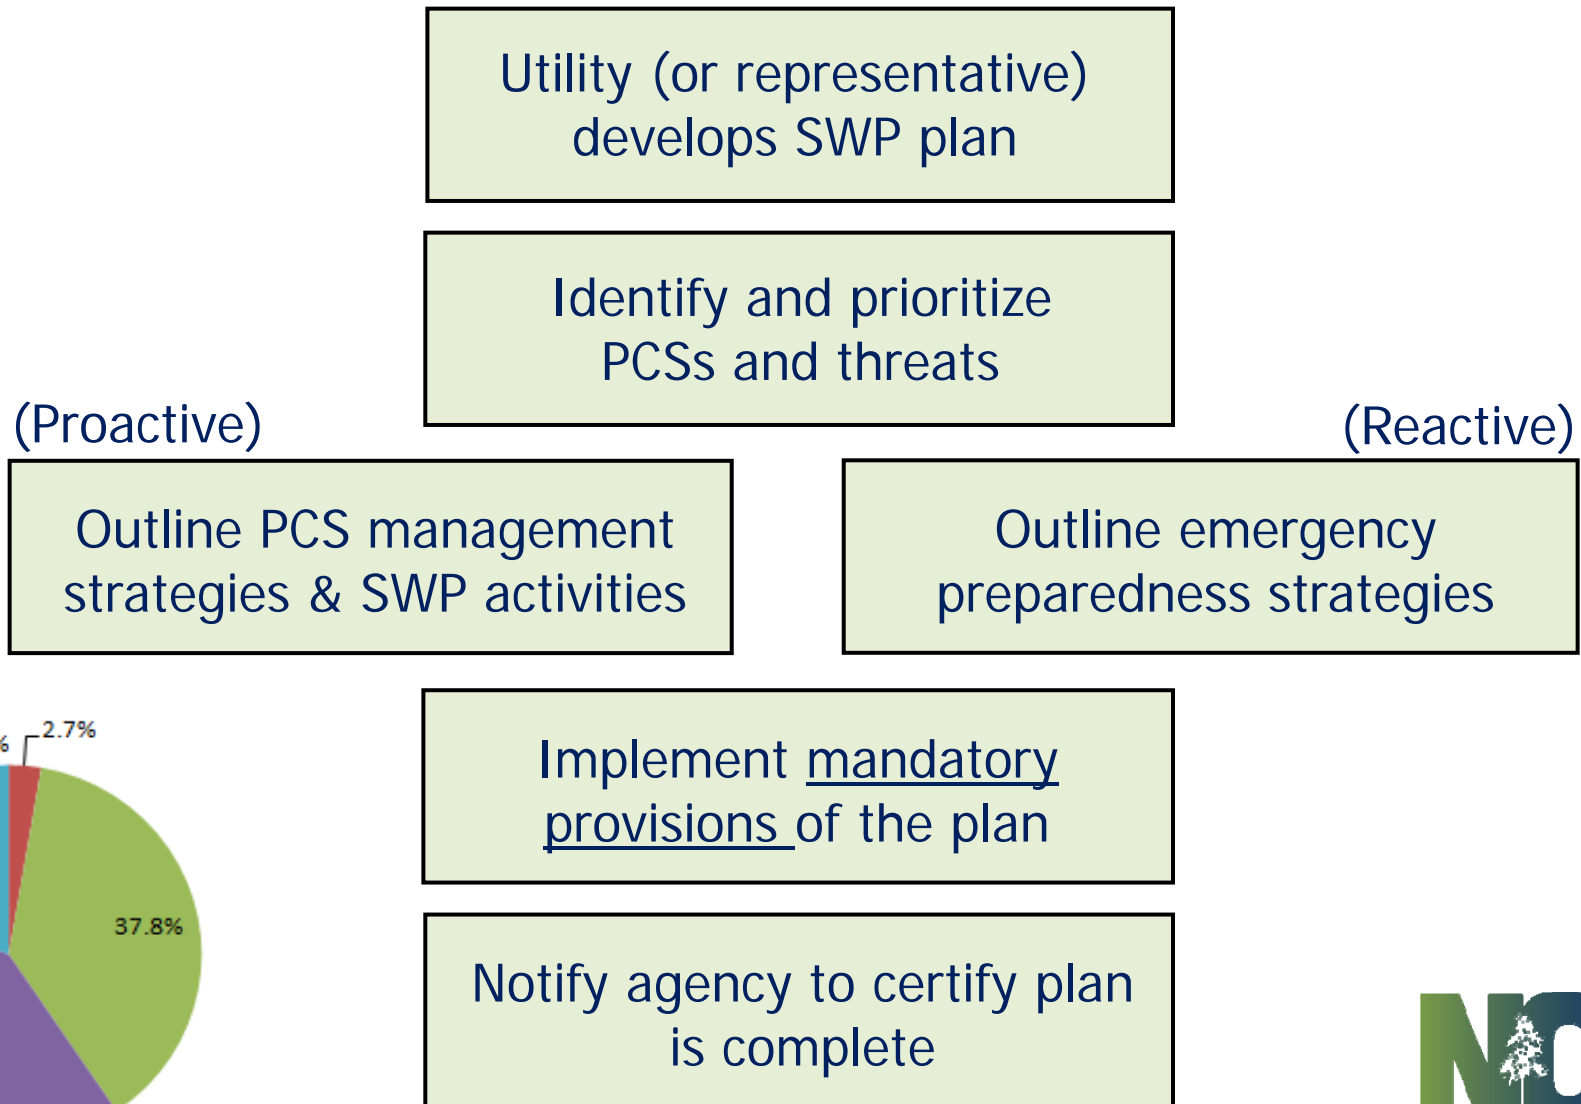 Utility (or representative)
develops SWP plan
Identify and prioritize
PCSs and threats
(Proactive)
(Reactive)
Outline PCS management
strategies & SWP activities
Outline emergency
preparedness strategies
Implement mandatory
provisions of the plan
%
2.7%
37.8%
Notify agency to certify plan
is complete
NC